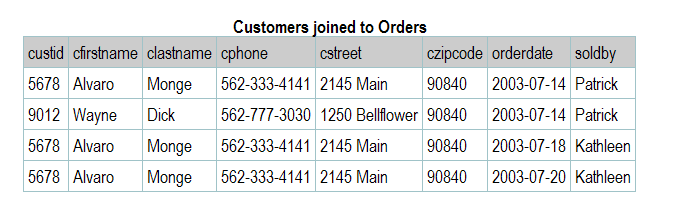 Customers joined to Orders
custid cfirstname clastname cphone cstreet czipcode orderdate soldby
5678 Alvaro Monge 562-333-4141 2145 Main 90840 2003-07-14 Patrick
9012 Wayne Dick 562-777-3030 1250 Bellflower 90840 2003-07-14 Patrick
5678 Alvaro Monge 562-333-4141 2145 Main 90840 2003-07-18 Kathleen
5678 Alvaro Monge 562-333-4141 2145 Main 90840 2003-07-20 Kathleen